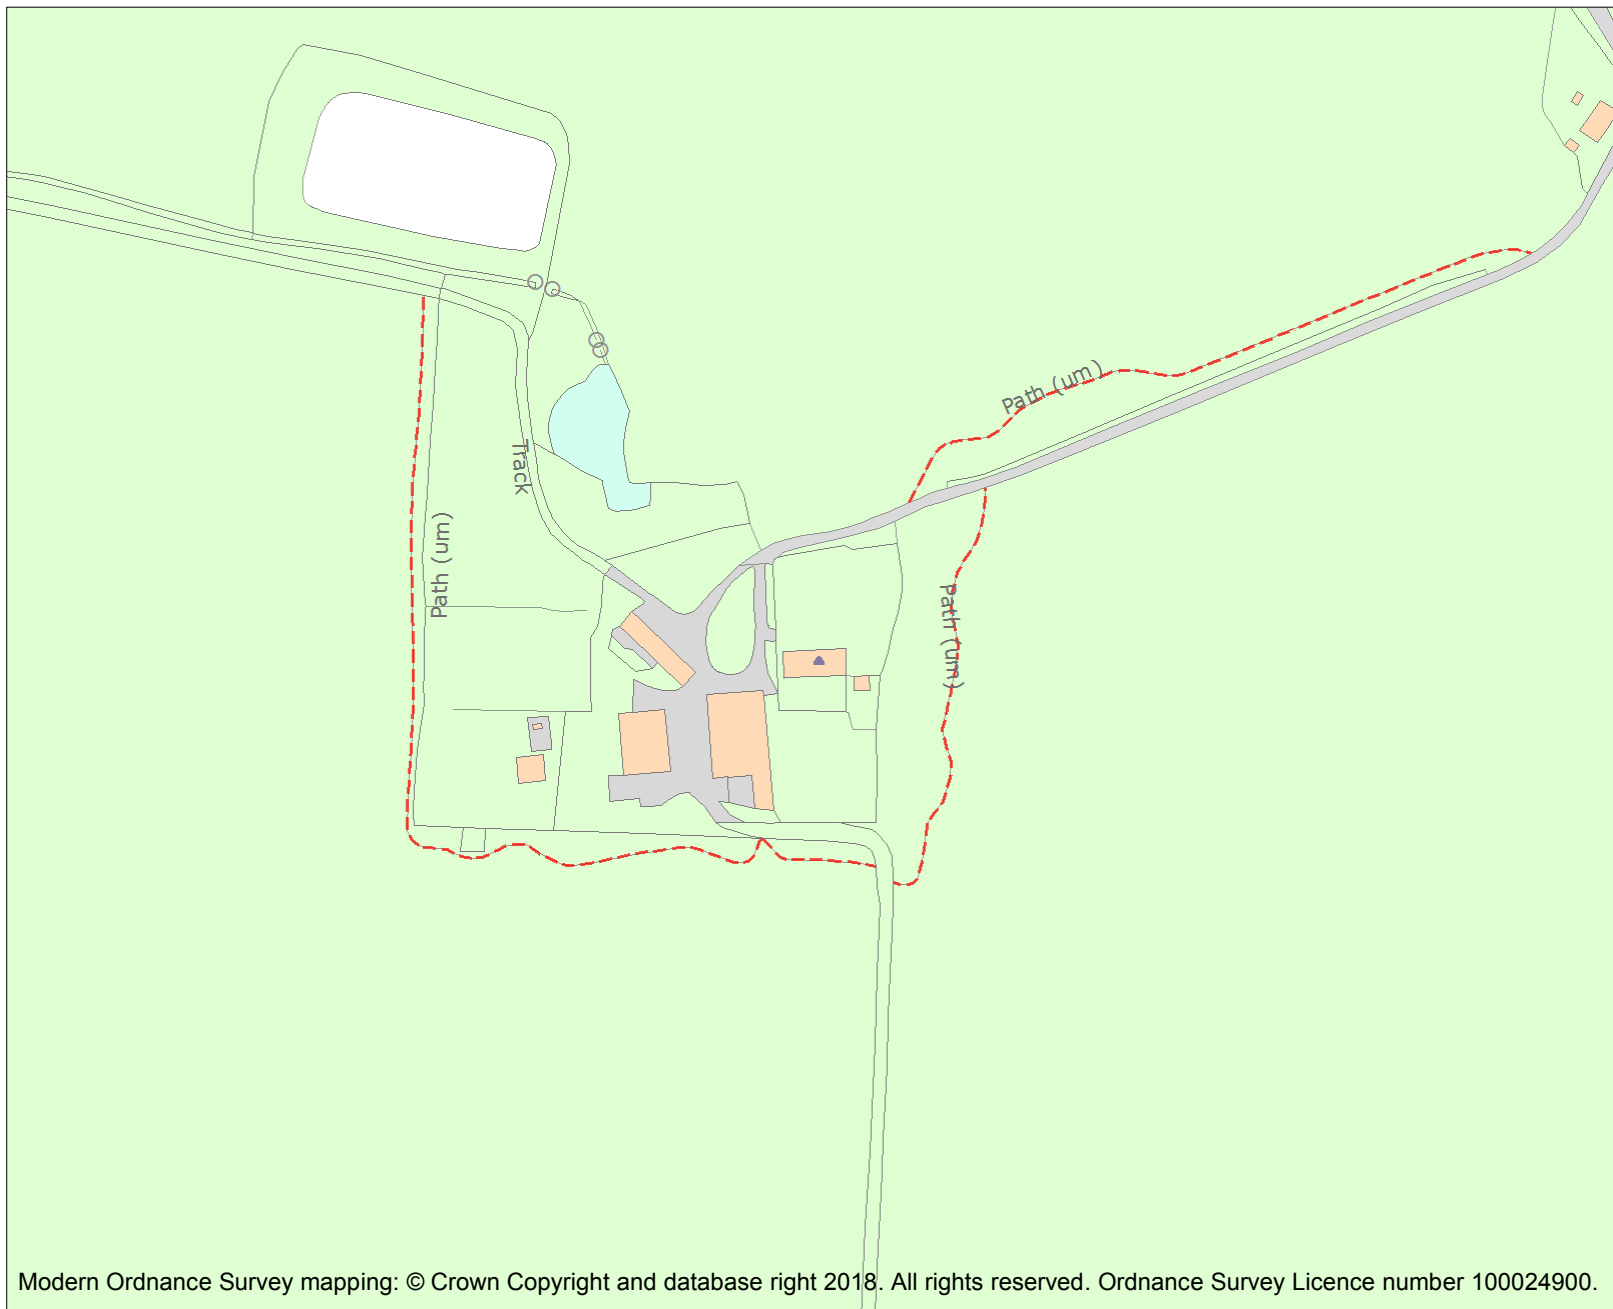 Path (um)
Track
Path (um)
Path (um)
Modern Ordnance Survey mapping: © Crown Copyright and database right 2018. All rights reserved. Ordnance Survey Licence number 100024900.